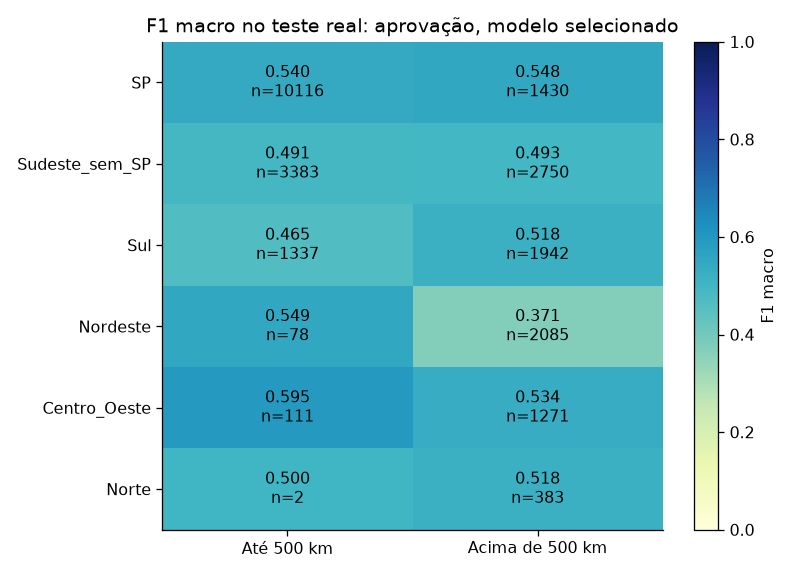 F1 macro no teste real: aprovação, modelo selecionado
SP
0.540
n=10116
0.548
n=1430
Sudeste_sem_SP
0.491
n=3383
0.493
n=2750
Sul
0.465
n=1337
0.518
n=1942
Nordeste
0.549
n=78
0.371
n=2085
Centro_Oeste
0.595
n=111
0.534
n=1271
Norte
0.500
n=2
0.518
n=383
Até 500 km
Acima de 500 km
1.0
0.8
0.6
0.4
0.2
0.0
F1 macro